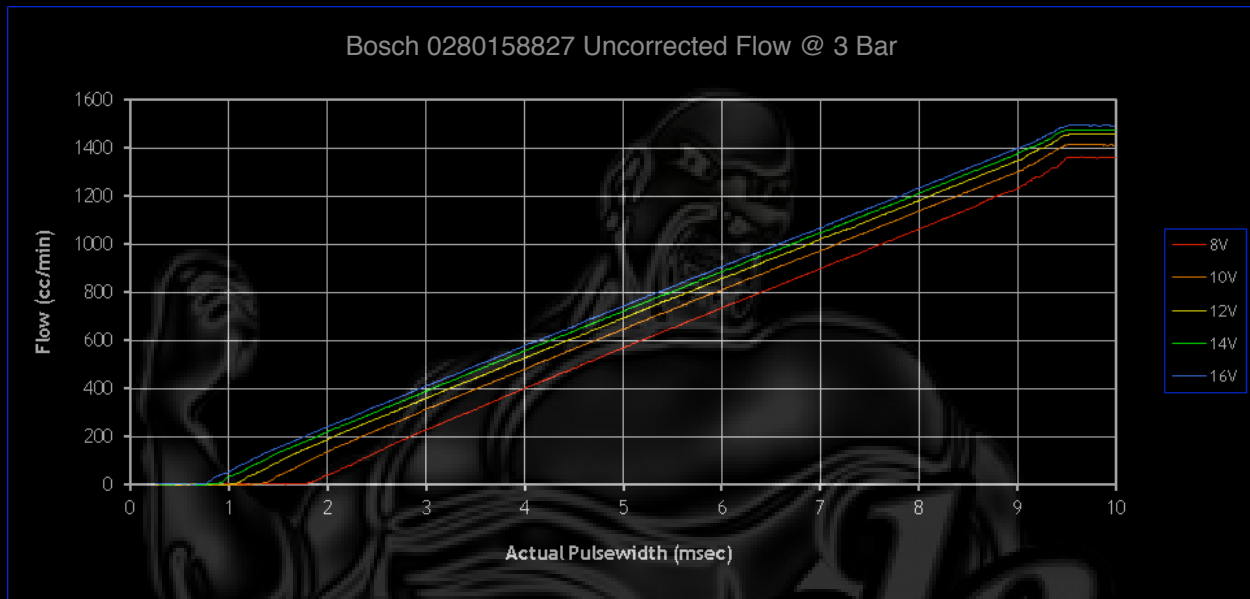 Bosch 0280158827 Uncorrected Flow @ 3 Bar
1600
1400
1200
1000
800
600
400
200
0
Flow (cc/min)
0 1 2 3 4 5 6 7 8 9 10
Actual Pulsewidth (msec)
8V
10V
12V
14V
16V